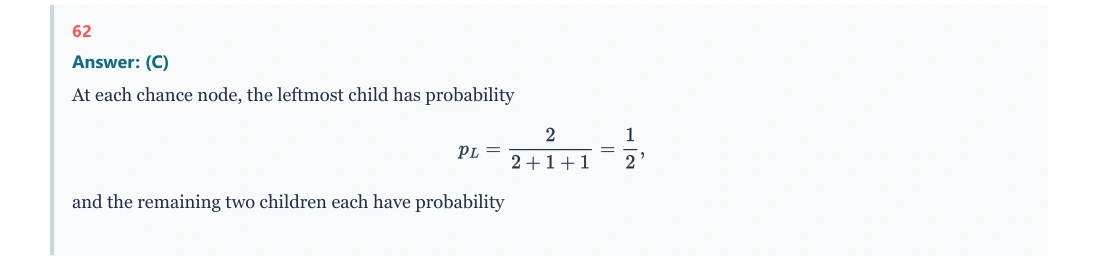 62
Answer: (C)
At each chance node, the leftmost child has probability
p_L = 2/(2 + 1 + 1) = 1/2,
and the remaining two children each have probability